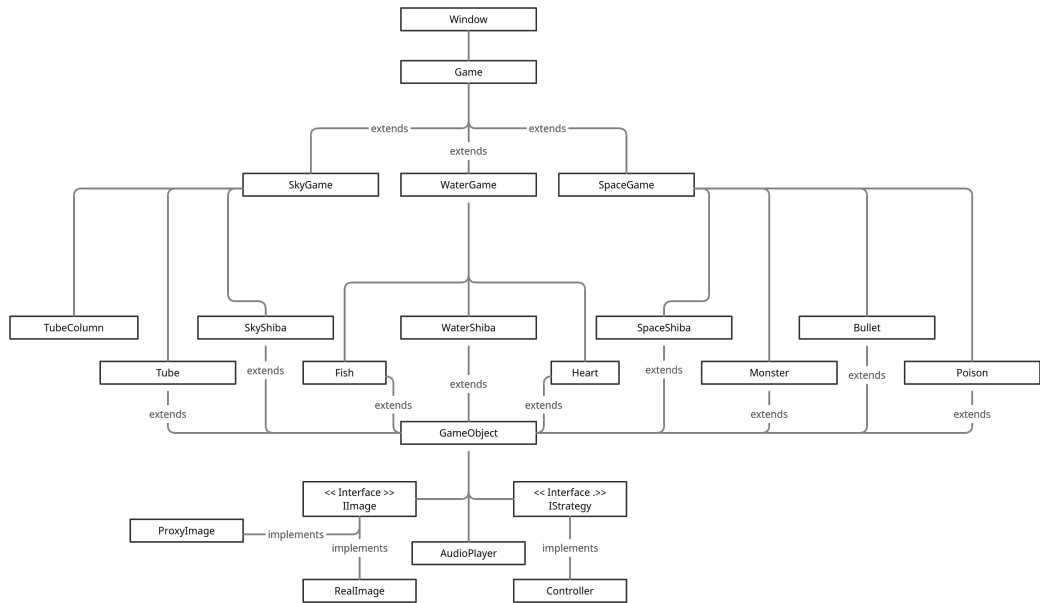 Window
Game
extends
extends
extends
SkyGame
WaterGame
SpaceGame
TubeColumn
SkyShiba
WaterShiba
SpaceShiba
Bullet
Tube
extends
Fish
extends
Heart
extends
Monster
extends
Poison
extends
extends
extends
extends
extends
GameObject
<< Interface >>
IImage
<< Interface .>>
IStrategy
ProxyImage
implements
implements
AudioPlayer
implements
RealImage
Controller